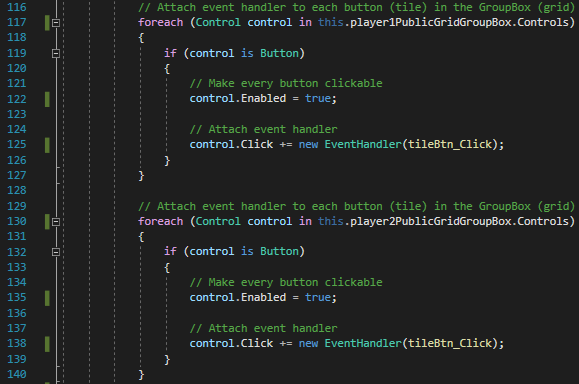 116 // Attach event handler to each button (tile) in the GroupBox (grid)
117 foreach (Control control in this.player1PublicGridGroupBox.Controls)
118 {
119 if (control is Button)
120 {
121 // Make every button clickable
122 control.Enabled = true;
123
124 // Attach event handler
125 control.Click += new EventHandler(tileBtn_Click);
126 }
127 }
128
129 // Attach event handler to each button (tile) in the GroupBox (grid)
130 foreach (Control control in this.player2PublicGridGroupBox.Controls)
131 {
132 if (control is Button)
133 {
134 // Make every button clickable
135 control.Enabled = true;
136
137 // Attach event handler
138 control.Click += new EventHandler(tileBtn_Click);
139 }
140 }